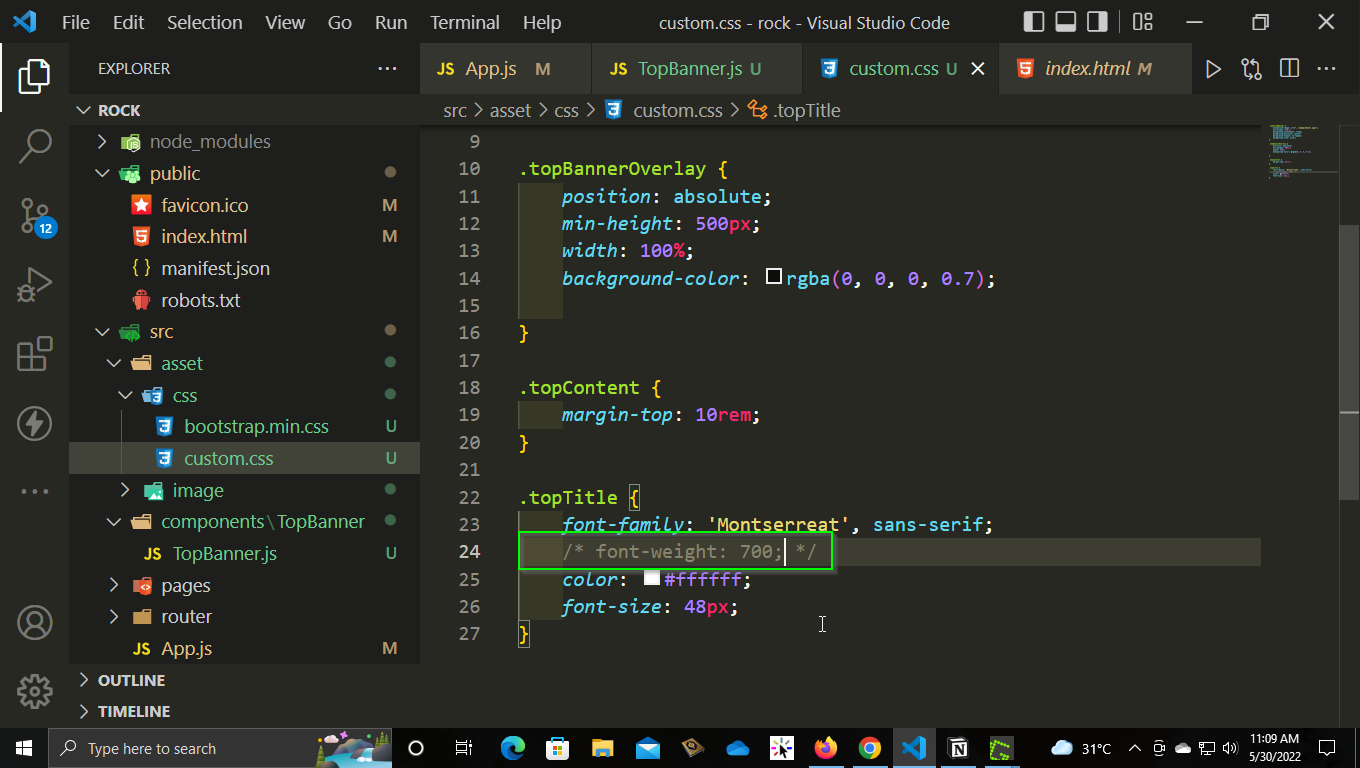 File Edit Selection View Go Run Terminal Help custom.css - rock - Visual Studio Code
EXPLORER
JS App.js M
JS TopBanner.js U
custom.css U
index.html M
ROCK
src > asset > css > custom.css > .topTitle
node_modules
public
favicon.ico M
index.html M
{ } manifest.json
robots.txt
src
asset
css
bootstrap.min.css U
custom.css U
image
components\TopBanner
JS TopBanner.js U
pages
router
JS App.js M
OUTLINE
TIMELINE
12
9
10 .topBannerOverlay {
11 position: absolute;
12 min-height: 500px;
13 width: 100%;
14 background-color: rgba(0, 0, 0, 0.7);
15
16 }
17
18 .topContent {
19 margin-top: 10rem;
20 }
21
22 .topTitle {
23 font-family: 'Montserreat', sans-serif;
24 /* font-weight: 700; */
25 color: #ffffff;
26 font-size: 48px;
27 }
Type here to search
31°C
11:09 AM
5/30/2022